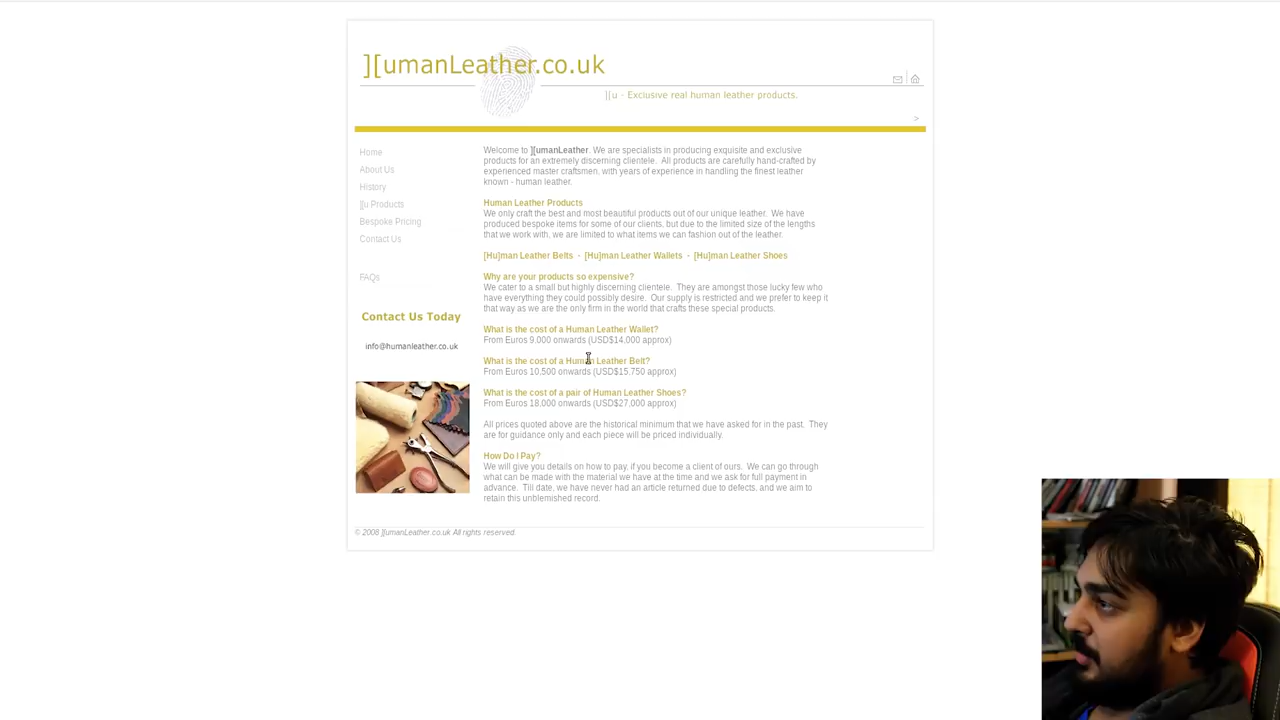 ][umanLeather.co.uk
][u - Exclusive real human leather products.
>
Home
About Us
History
][u Products
Bespoke Pricing
Contact Us
FAQs
Contact Us Today
info@humanleather.co.uk
Welcome to ][umanLeather. We are specialists in producing exquisite and exclusive
products for an extremely discerning clientele. All products are carefully hand-crafted by
experienced master craftsmen, with years of experience in handling the finest leather
known - human leather.
Human Leather Products
We only craft the best and most beautiful products out of our unique leather. We have
produced bespoke items for some of our clients, but due to the limited size of the lengths
that we work with, we are limited to what items we can fashion out of the leather.
[Hu]man Leather Belts - [Hu]man Leather Wallets - [Hu]man Leather Shoes
Why are your products so expensive?
We cater to a small but highly discerning clientele. They are amongst those lucky few who
have everything they could possibly desire. Our supply is restricted and we prefer to keep it
that way as we are the only firm in the world that crafts these special products.
What is the cost of a Human Leather Wallet?
From Euros 9,000 onwards (USD$14,000 approx)
What is the cost of a Human Leather Belt?
From Euros 10,500 onwards (USD$15,750 approx)
What is the cost of a pair of Human Leather Shoes?
From Euros 18,000 onwards (USD$27,000 approx)
All prices quoted above are the historical minimum that we have asked for in the past. They
are for guidance only and each piece will be priced individually.
How Do I Pay?
We will give you details on how to pay, if you become a client of ours. We can go through
what can be made with the material we have at the time and we ask for full payment in
advance. Till date, we have never had an article returned due to defects, and we aim to
retain this unblemished record.
© 2008 ][umanLeather.co.uk All rights reserved.